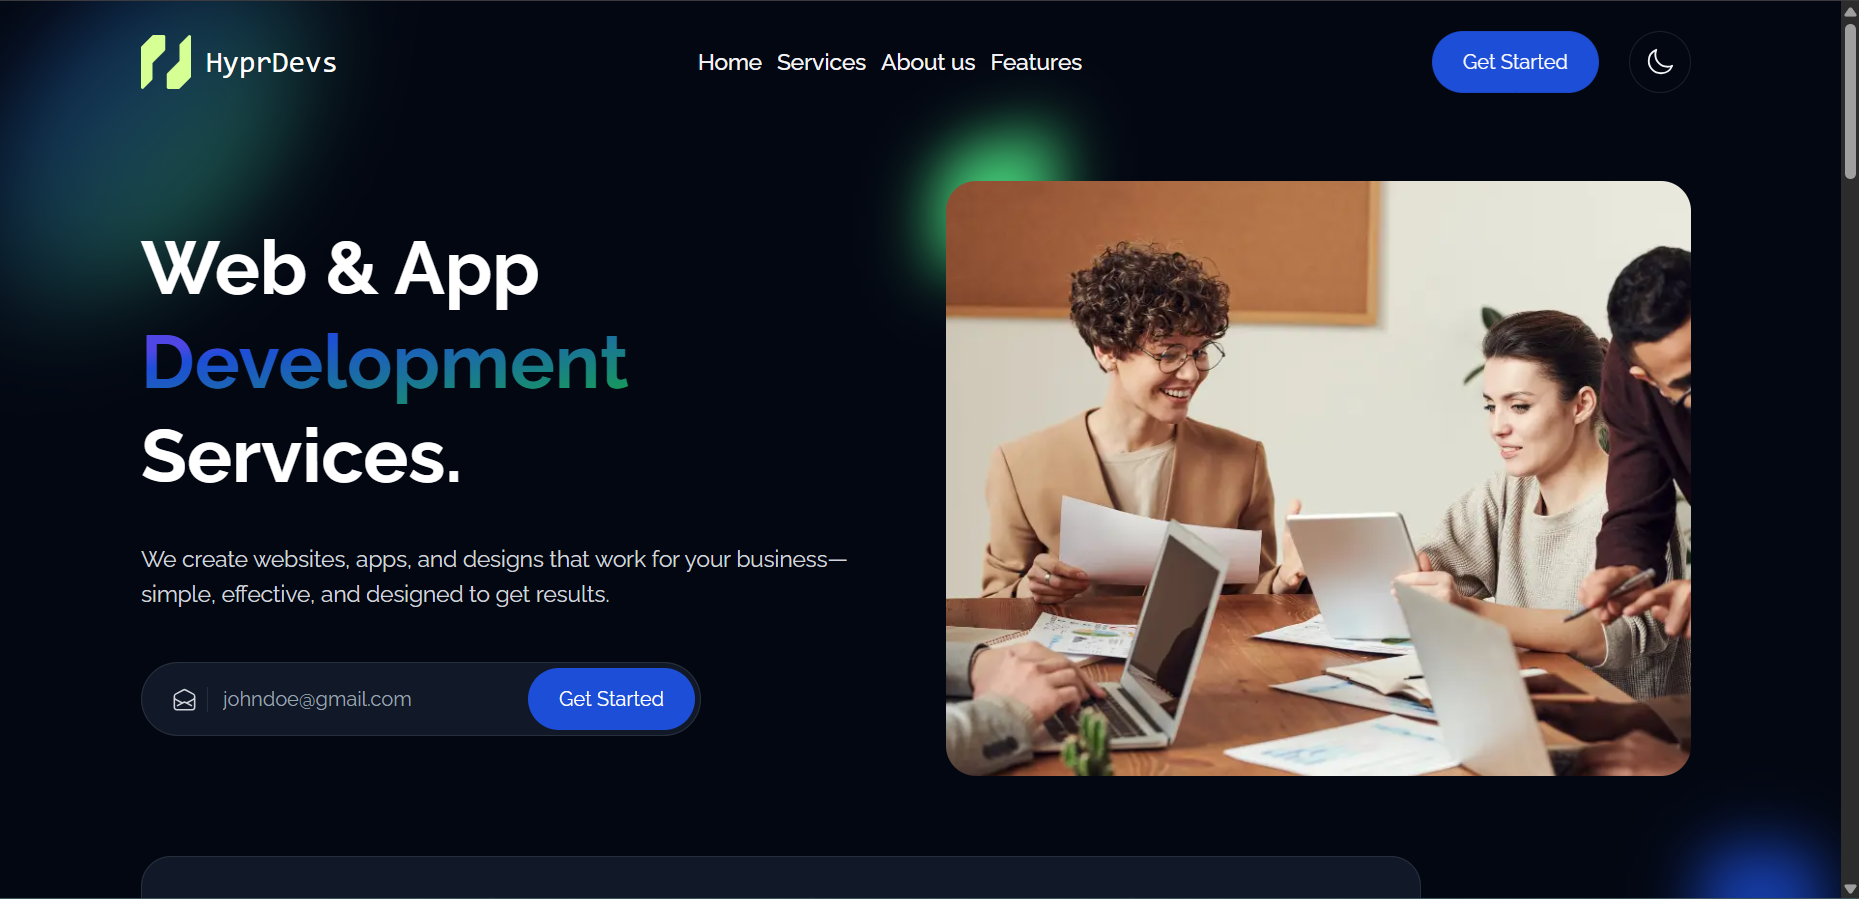 HyprDevs
Home Services About us Features
Get Started
Web & App
Development
Services.
We create websites, apps, and designs that work for your business—
simple, effective, and designed to get results.
johndoe@gmail.com
Get Started